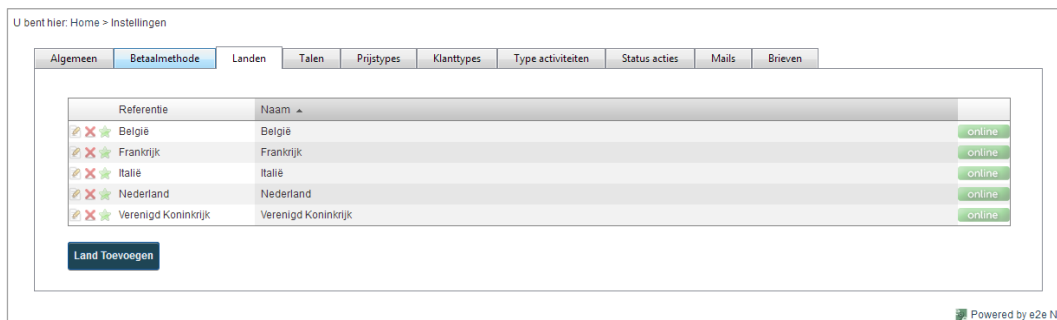 U bent hier: Home > Instellingen
Algemeen Betaalmethode Landen Talen Prijstypes Klanttypes Type activiteiten Status acties Mails Brieven
Referentie Naam
België België online
Frankrijk Frankrijk online
Italië Italië online
Nederland Nederland online
Verenigd Koninkrijk Verenigd Koninkrijk online
Land Toevoegen
Powered by e2e N